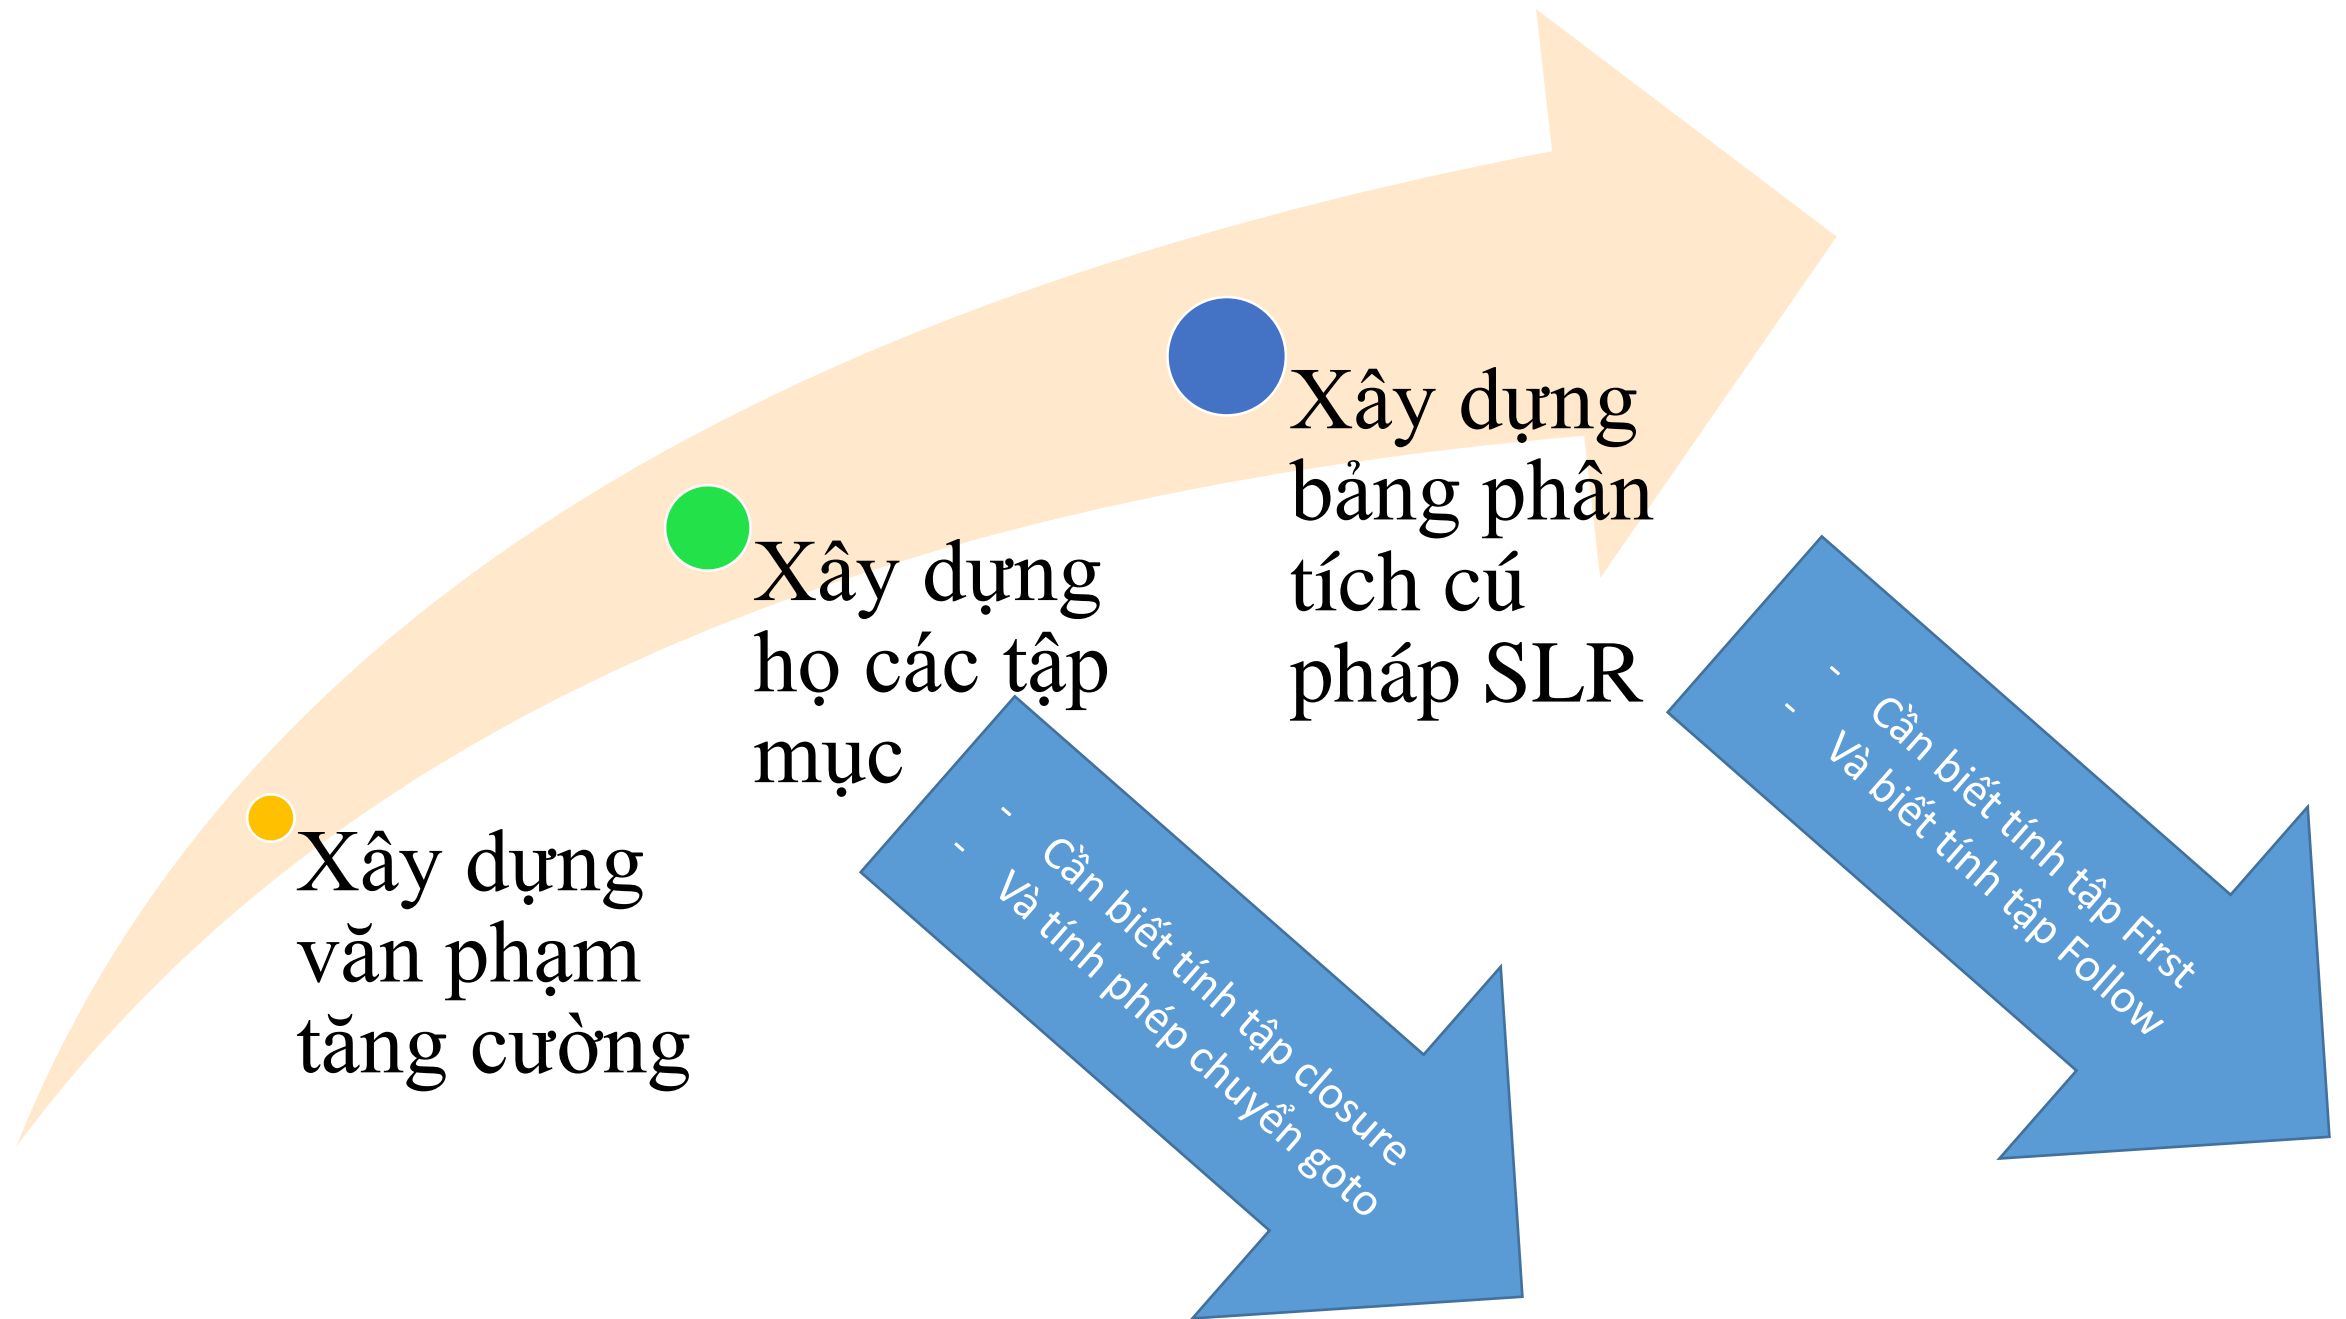 Xây dựng
văn phạm
tăng cường
Xây dựng
họ các tập
mục
- Cần biết tính tập closure
- Và tính phép chuyển goto
Xây dựng
bảng phân
tích cú
pháp SLR
- Cần biết tính tập First
- Và biết tính tập Follow